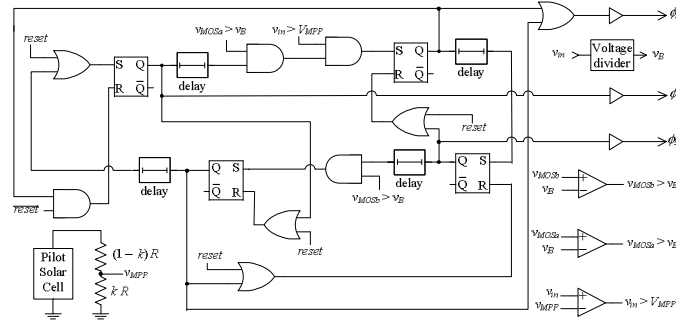 v_MOSa > v_B
v_in > V_MPP
reset
S Q
R Q̄
delay
S Q
R Q̄
delay
ϕ
v_in
Voltage
divider
v_B
reset
delay
Q S
Q̄ R
delay
Q S
Q̄ R
v_MOSb > v_B
reset
reset
reset
Pilot
Solar
Cell
(1 – k)R
v_MPP
k R
ϕ
ϕ
v_MOSb
v_B
v_MOSb > v_B
v_MOSa
v_B
v_MOSa > v_B
v_in
v_MPP
v_in > V_MPP